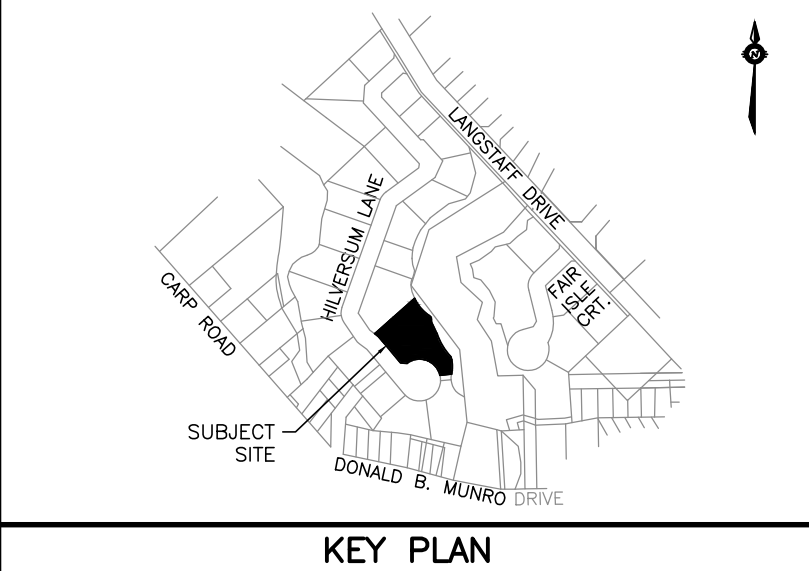 N
LANGSTAFF DRIVE
HILVERSUM LANE
FAIR
ISLE
CRT.
CARP ROAD
SUBJECT
SITE
DONALD B. MUNRO DRIVE
KEY PLAN